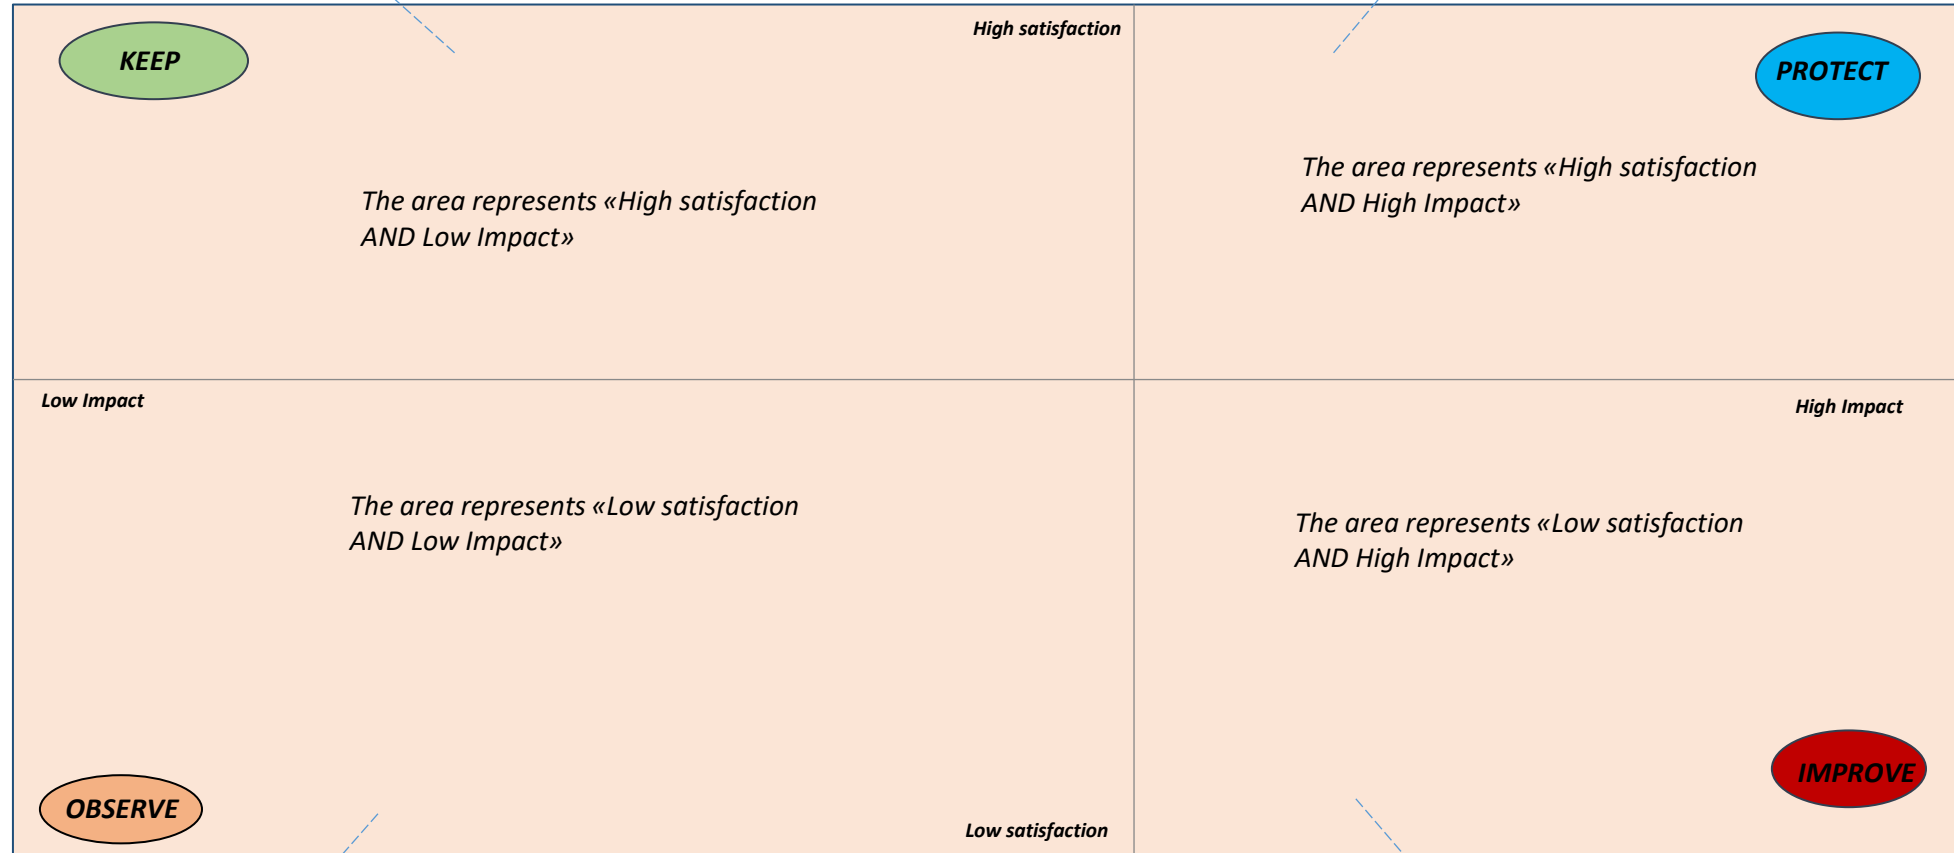 High satisfaction
KEEP
PROTECT
The area represents «High satisfaction
AND High Impact»
The area represents «High satisfaction
AND Low Impact»
Low Impact
High Impact
The area represents «Low satisfaction
AND Low Impact»
The area represents «Low satisfaction
AND High Impact»
IMPROVE
OBSERVE
Low satisfaction